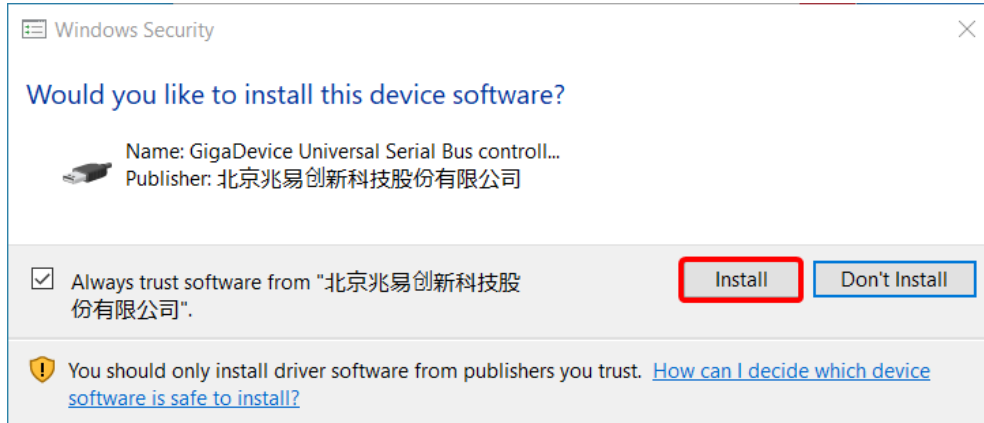 Windows Security
Would you like to install this device software?
Name: GigaDevice Universal Serial Bus controll...
Publisher: 北京兆易创新科技股份有限公司
Always trust software from "北京兆易创新科技股
份有限公司".
Install
Don't Install
You should only install driver software from publishers you trust. How can I decide which device
software is safe to install?